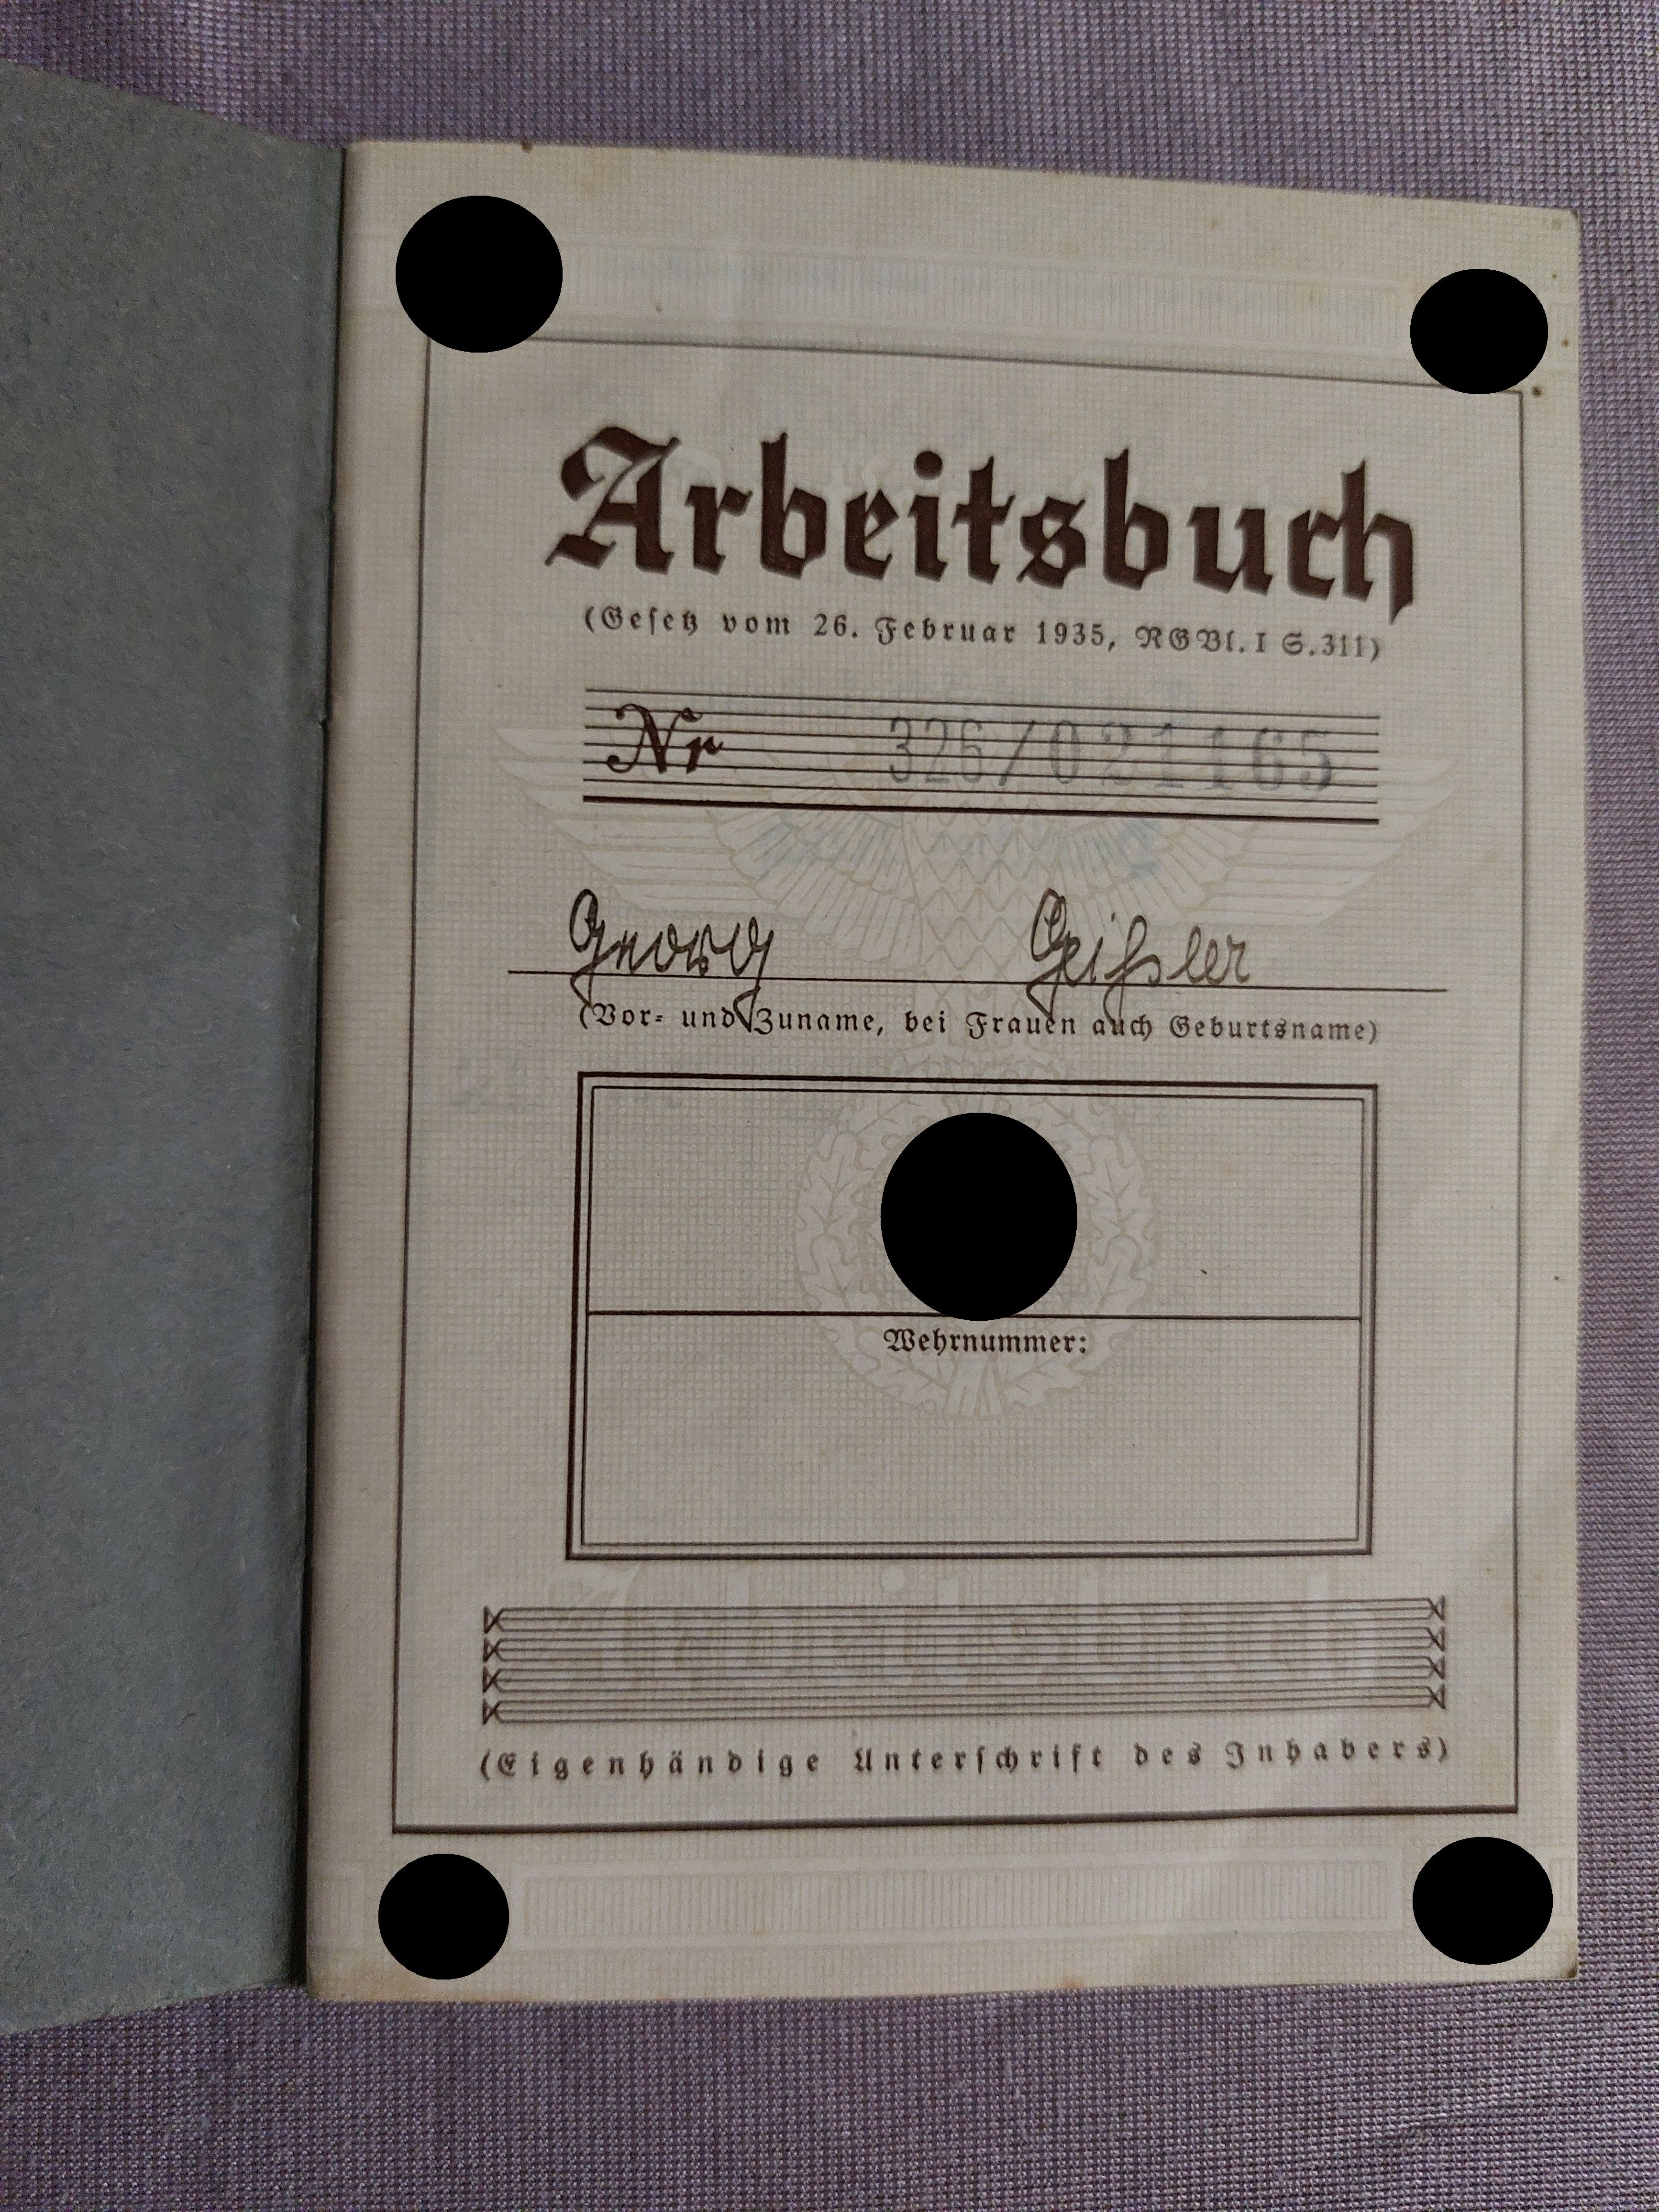 Arbeitsbuch
(Gesetz vom 26. Februar 1935, RGBl. I S. 311)
Nr 326/021165
Georg Geißler
(Vor- und Zuname, bei Frauen auch Geburtsname)
Wehrnummer:
Arbeitsbuch
(Eigenhändige Unterschrift des Inhabers)